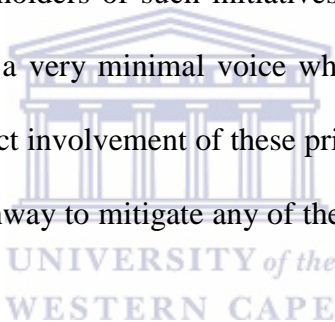 holders of such initiatives
a very minimal voice wh
ct involvement of these pri
way to mitigate any of the
UNIVERSITY of the
WESTERN CAPE